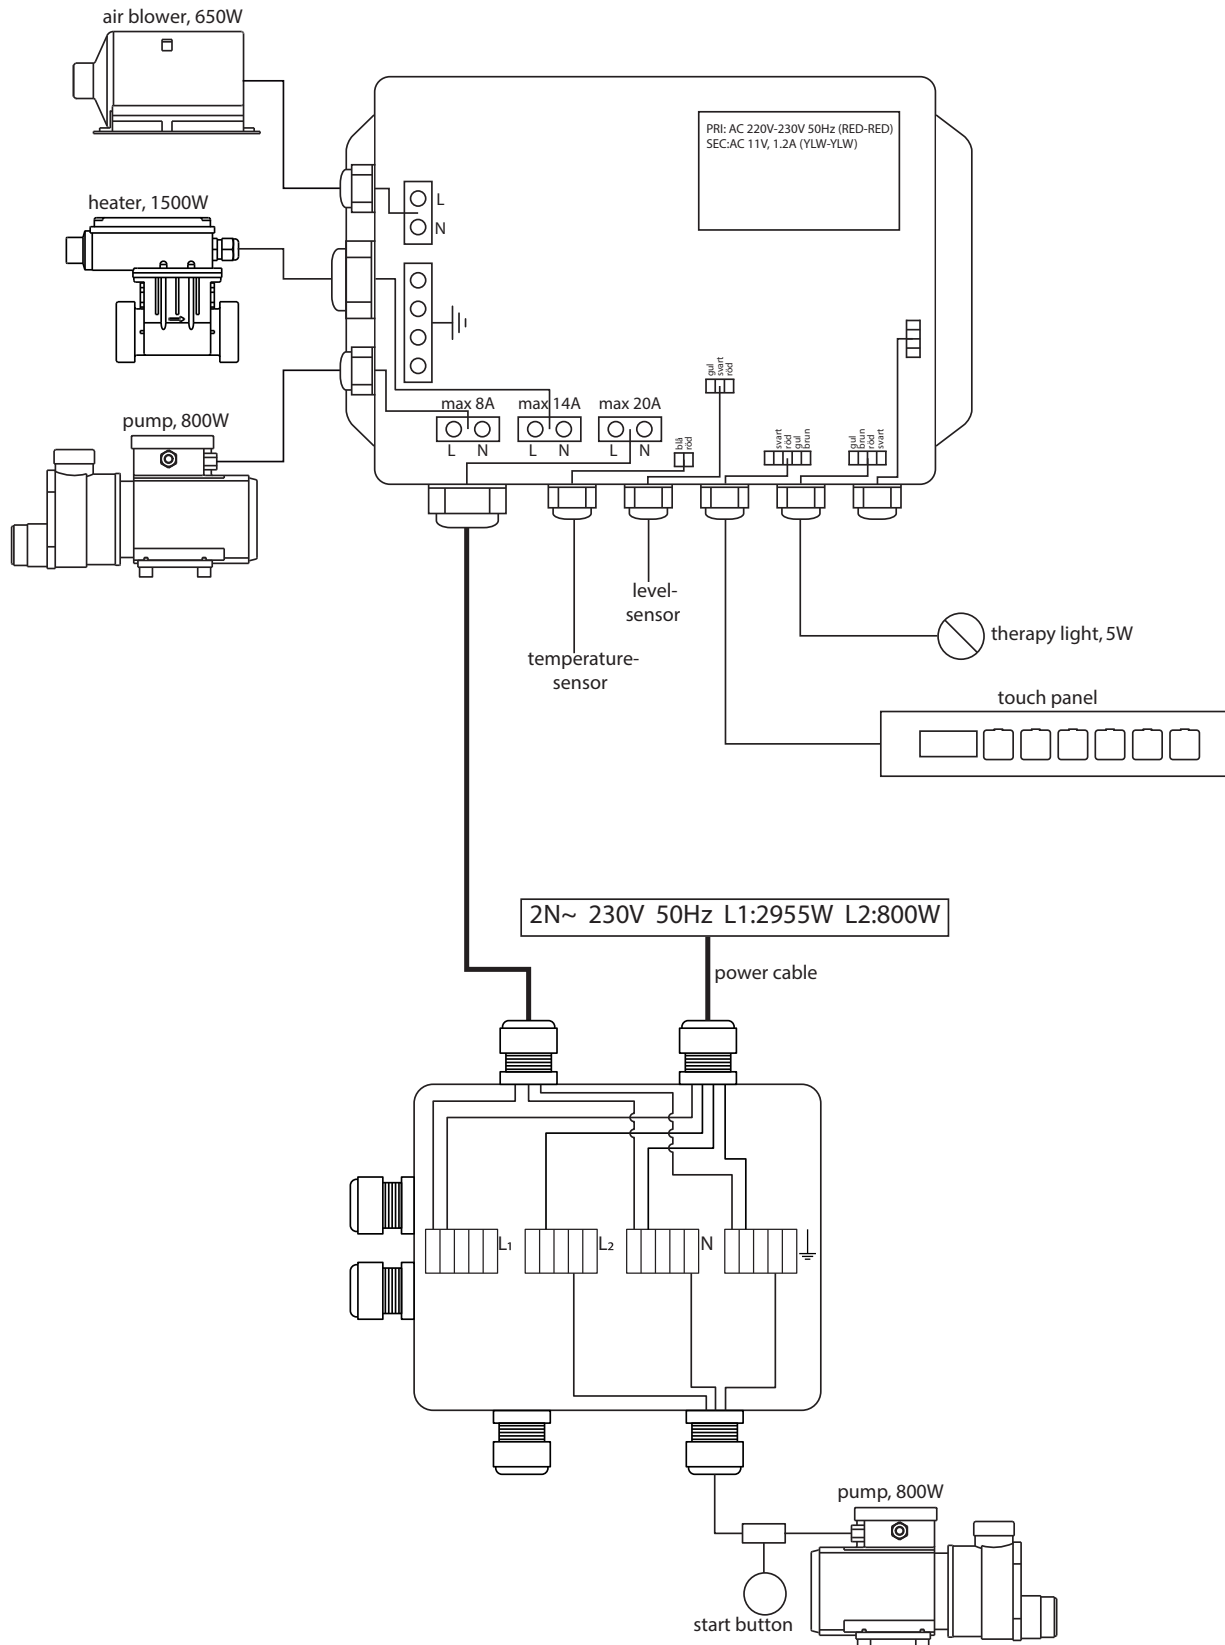 air blower, 650W
PRI: AC 220V-230V 50Hz (RED-RED)
SEC:AC 11V, 1.2A (YLW-YLW)
heater, 1500W
L
N
gul
svart
röd
pump, 800W
max 8A
max 14A
max 20A
L N
L N
L N
blå
röd
svart
röd
gul
brun
gul
brun
röd
svart
level-
sensor
temperature-
sensor
therapy light, 5W
touch panel
2N~ 230V 50Hz L1:2955W L2:800W
power cable
L1
L2
N
pump, 800W
start button